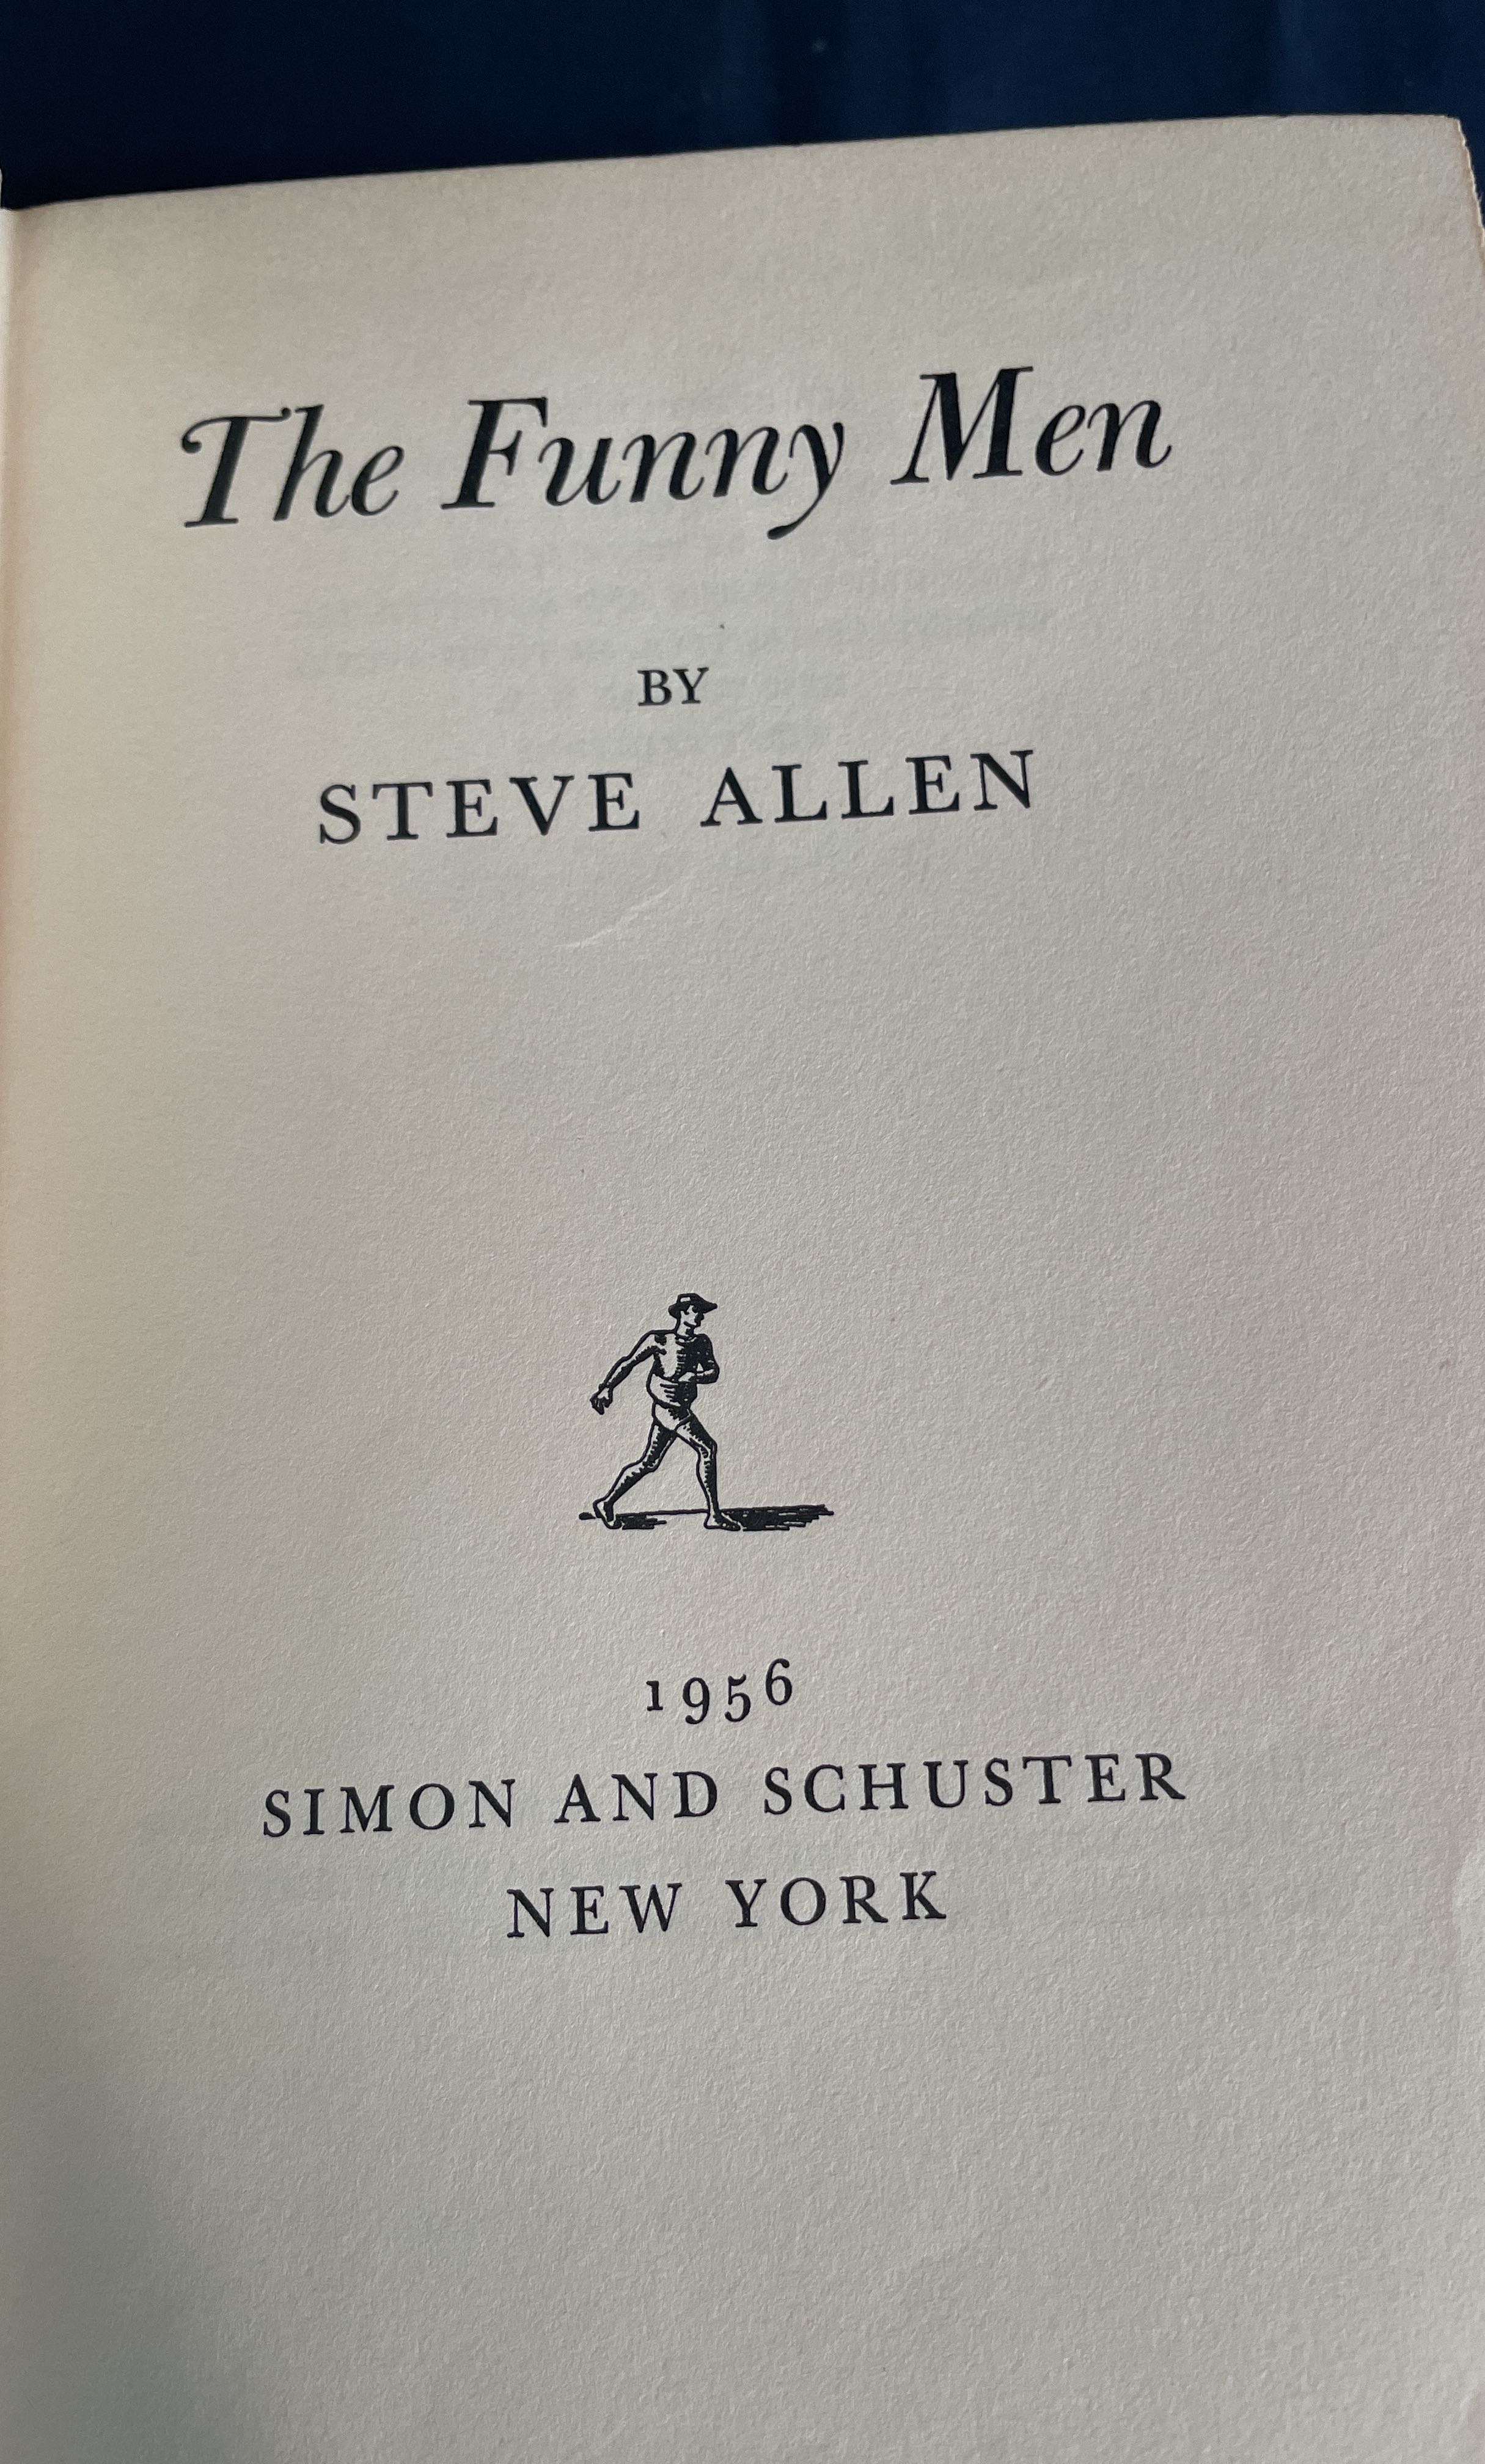 The Funny Men
BY
STEVE ALLEN
1956
SIMON AND SCHUSTER
NEW YORK